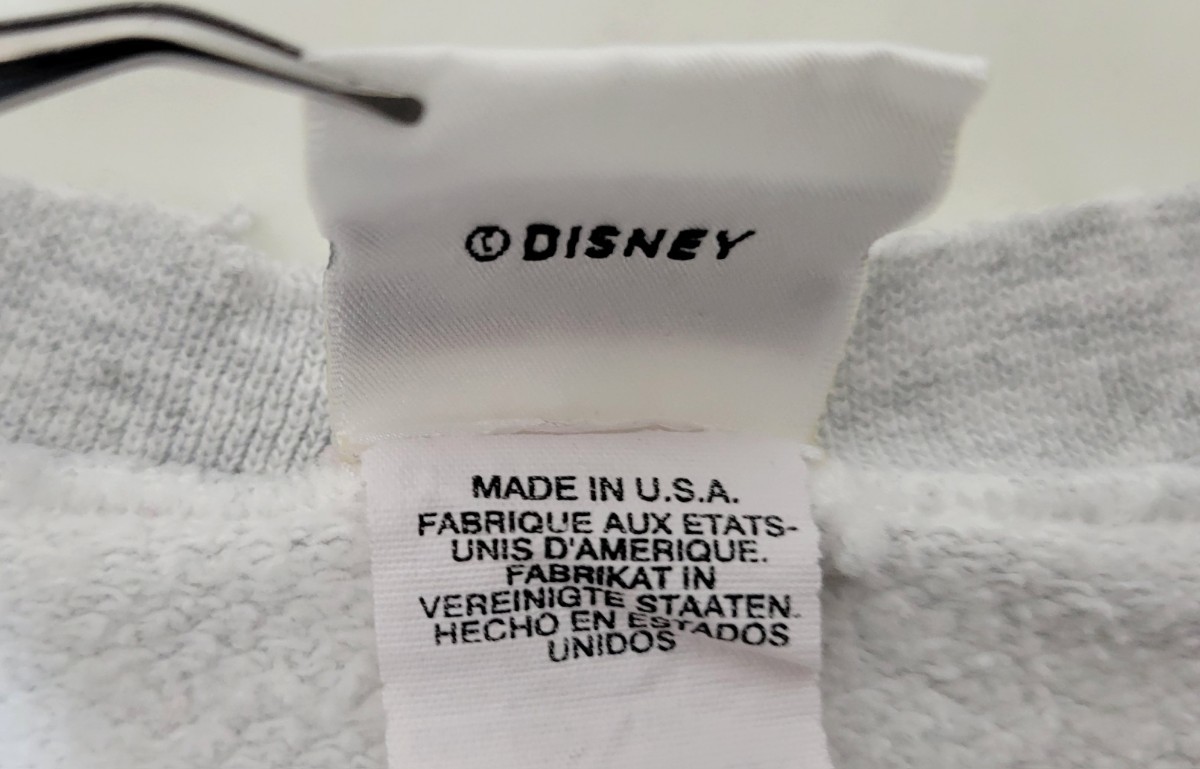 © DISNEY
MADE IN U.S.A.
FABRIQUE AUX ETATS-
UNIS D'AMERIQUE.
FABRIKAT IN
VEREINIGTE STAATEN.
HECHO EN ESTADOS
UNIDOS